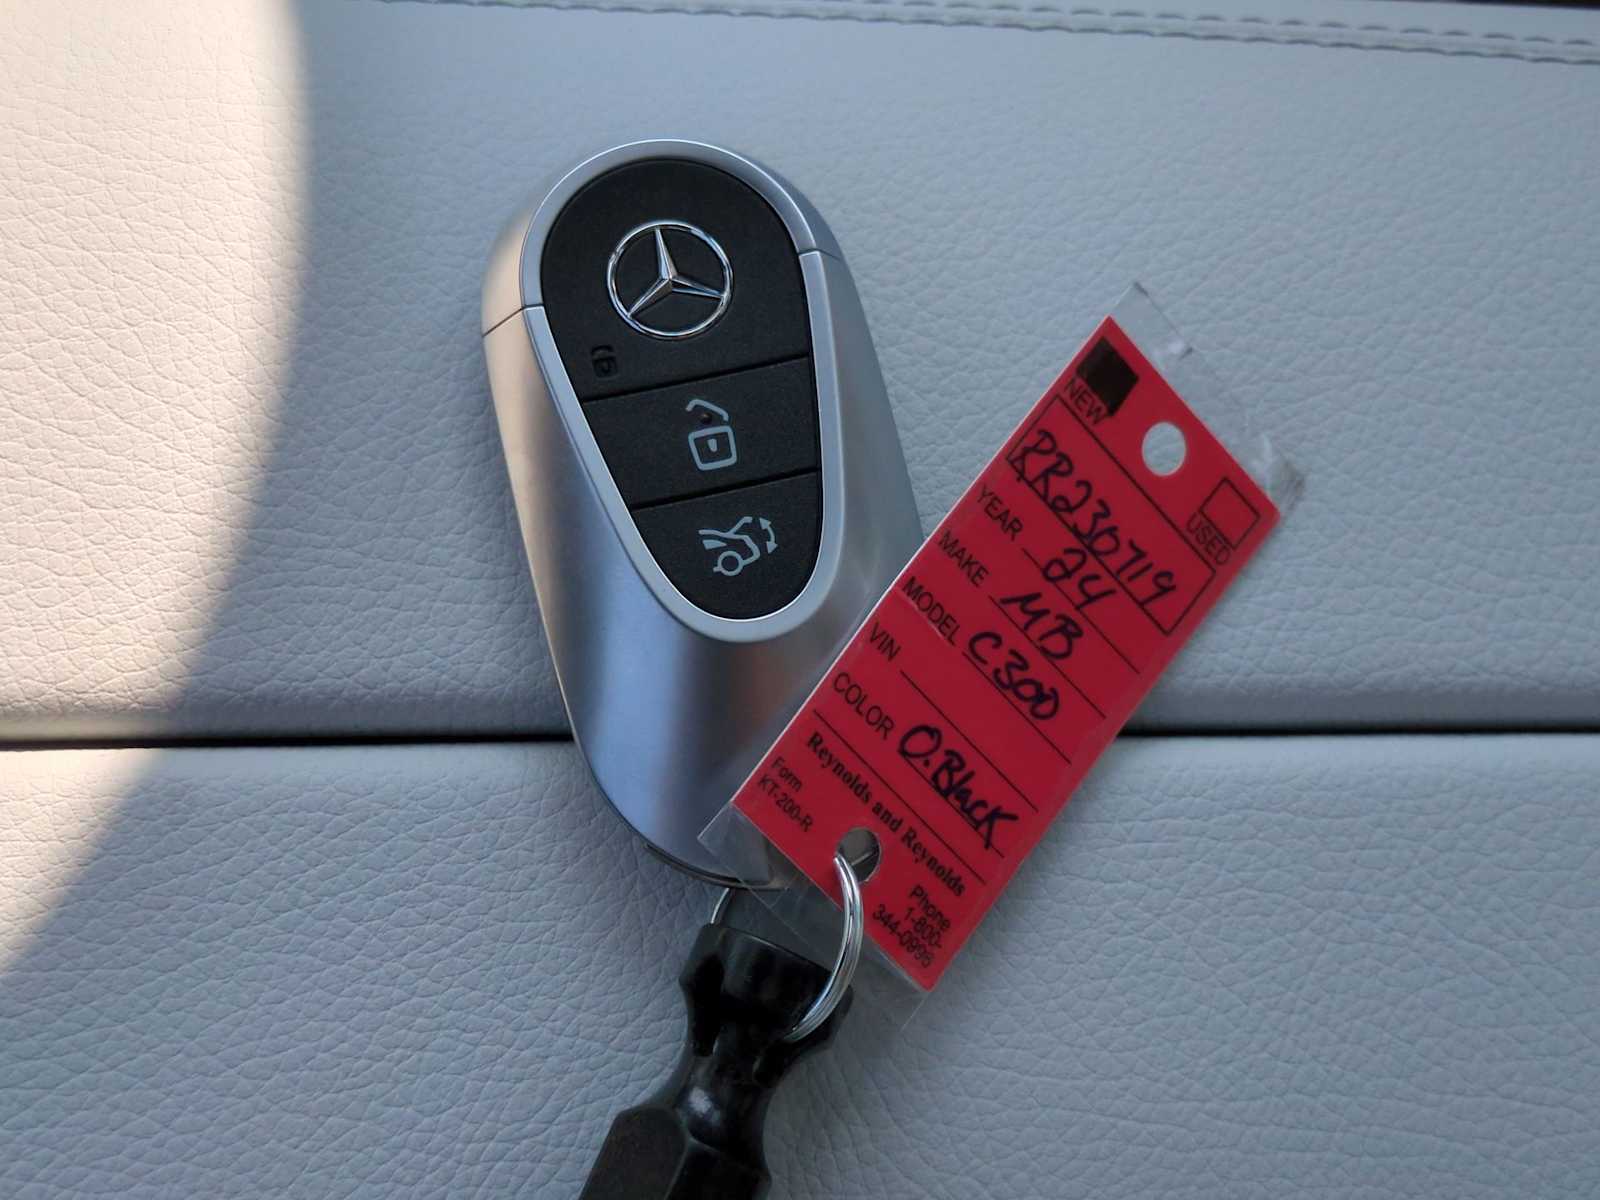 NEW
USED
RR230719
YEAR 24
MAKE MB
MODEL C300
VIN
COLOR O.Black
Reynolds and Reynolds
Form
KT-200-R
Phone
1-800-
344-0996